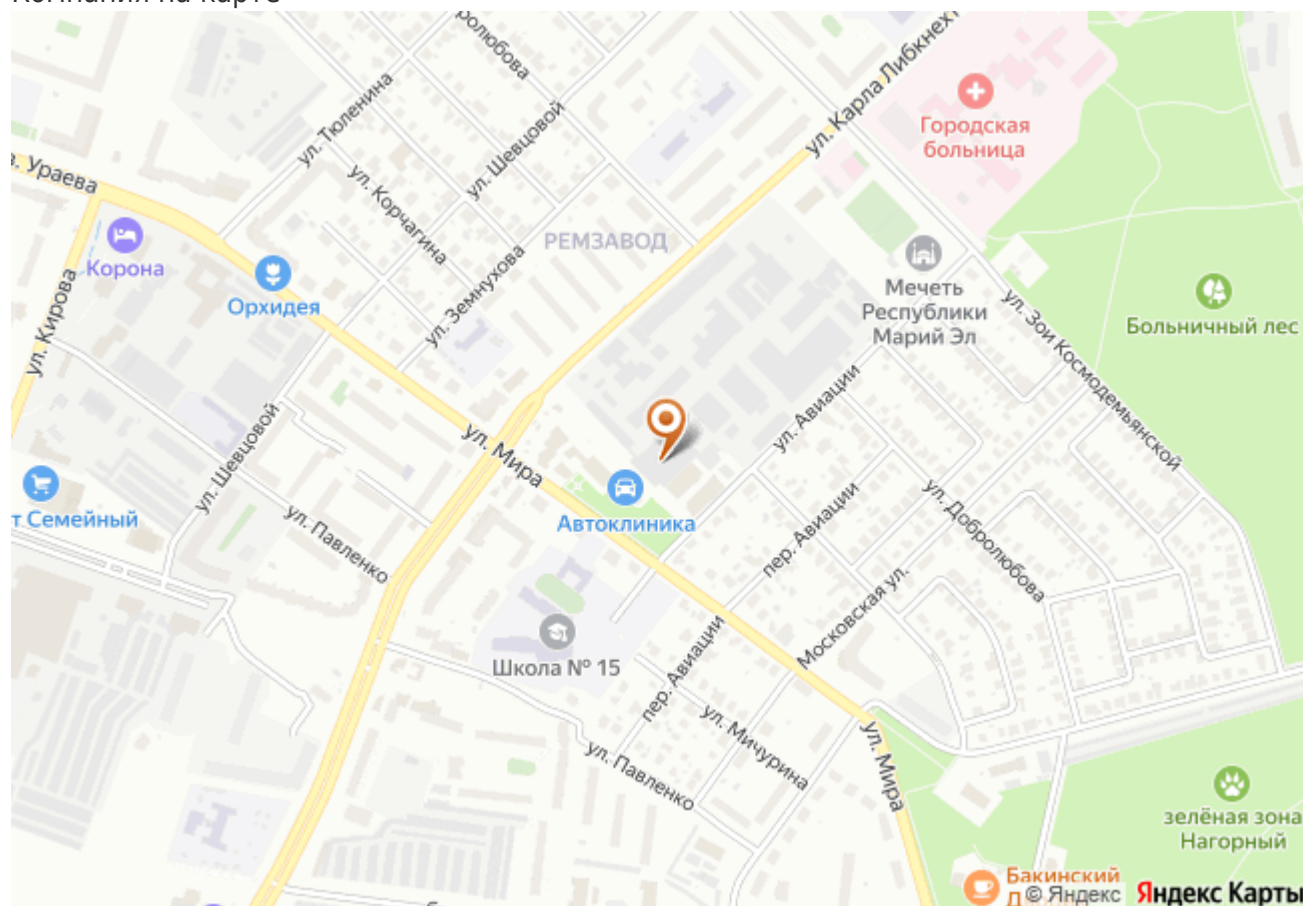 Компания на карте
ул. Карла Либкнехта
ул. Тюленина
ул. Шевцовой
Городская
больница
в. Ураева
ул. Корчагина
РЕМЗАВОД
Корона
ул. Земнухова
Мечеть
Республики
Марий Эл
Орхидея
ул. Кирова
ул. Зои Космодемьянской
Больничный лес
ул. Авиации
ул. Мира
ул. Шевцовой
т Семейный
ул. Павленко
Автоклиника
пер. Авиации
ул. Добролюбова
Московская ул.
Школа № 15
пер. Авиации
ул. Мичурина
ул. Павленко
ул. Мира
зелёная зона
Нагорный
Бакинский
© Яндекс Яндекс Карты